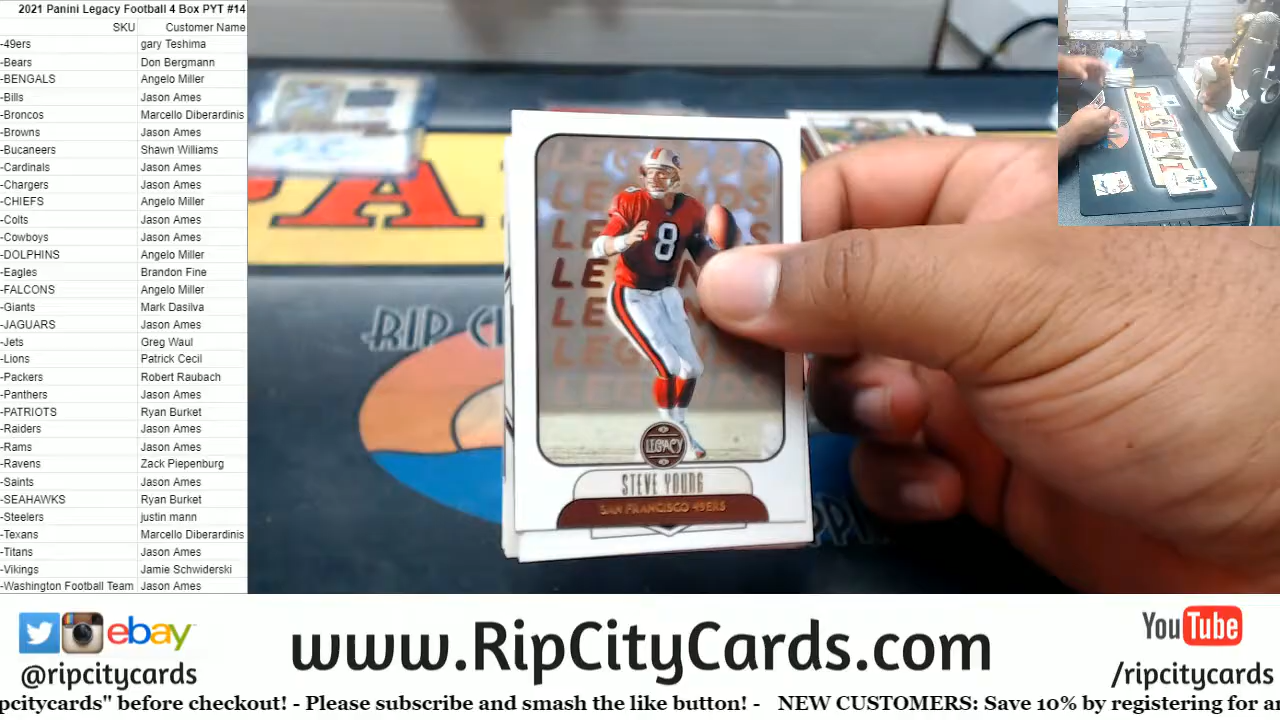 2021 Panini Legacy Football 4 Box PYT #14
SKU Customer Name
-49ers gary Teshima
-Bears Don Bergmann
-BENGALS Angelo Miller
-Bills Jason Ames
-Broncos Marcello Diberardinis
-Browns Jason Ames
-Bucaneers Shawn Williams
-Cardinals Jason Ames
-Chargers Jason Ames
-CHIEFS Angelo Miller
-Colts Jason Ames
-Cowboys Jason Ames
-DOLPHINS Angelo Miller
-Eagles Brandon Fine
-FALCONS Angelo Miller
-Giants Mark Dasilva
-JAGUARS Jason Ames
-Jets Greg Waul
-Lions Patrick Cecil
-Packers Robert Raubach
-Panthers Jason Ames
-PATRIOTS Ryan Burket
-Raiders Jason Ames
-Rams Jason Ames
-Ravens Zack Piepenburg
-Saints Jason Ames
-SEAHAWKS Ryan Burket
-Steelers justin mann
-Texans Marcello Diberardinis
-Titans Jason Ames
-Vikings Jamie Schwiderski
-Washington Football Team Jason Ames
8
LEGACY
STEVE YOUNG
SAN FRANCISCO 49ERS
RIP C
ebay
@ripcitycards
www.RipCityCards.com
YouTube
/ripcitycards
pcitycards" before checkout! - Please subscribe and smash the like button! - NEW CUSTOMERS: Save 10% by registering for a